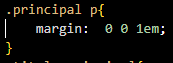 .principal p{
    margin:  0 0 1em;
}